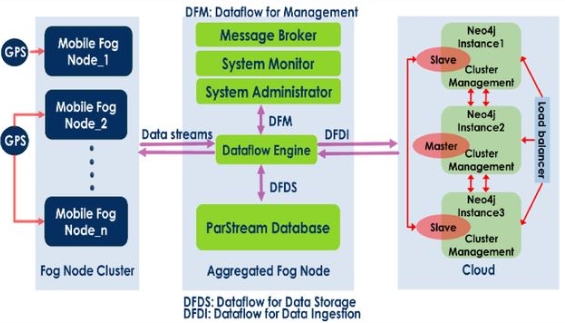 DFM: Dataflow for Management
GPS
Mobile Fog
Node_1
GPS
Mobile Fog
Node_2
Mobile Fog
Node_n
Fog Node Cluster
Data streams
Message Broker
System Monitor
System Administrator
DFM
Dataflow Engine
DFDI
DFDS
ParStream Database
Aggregated Fog Node
Neo4j
Instance1
Slave
Cluster
Management
Neo4j
Instance2
Master
Cluster
Management
Neo4j
Instance3
Slave
Cluster
Management
Load balancer
Cloud
DFDS: Dataflow for Data Storage
DFDI: Dataflow for Data Ingestion